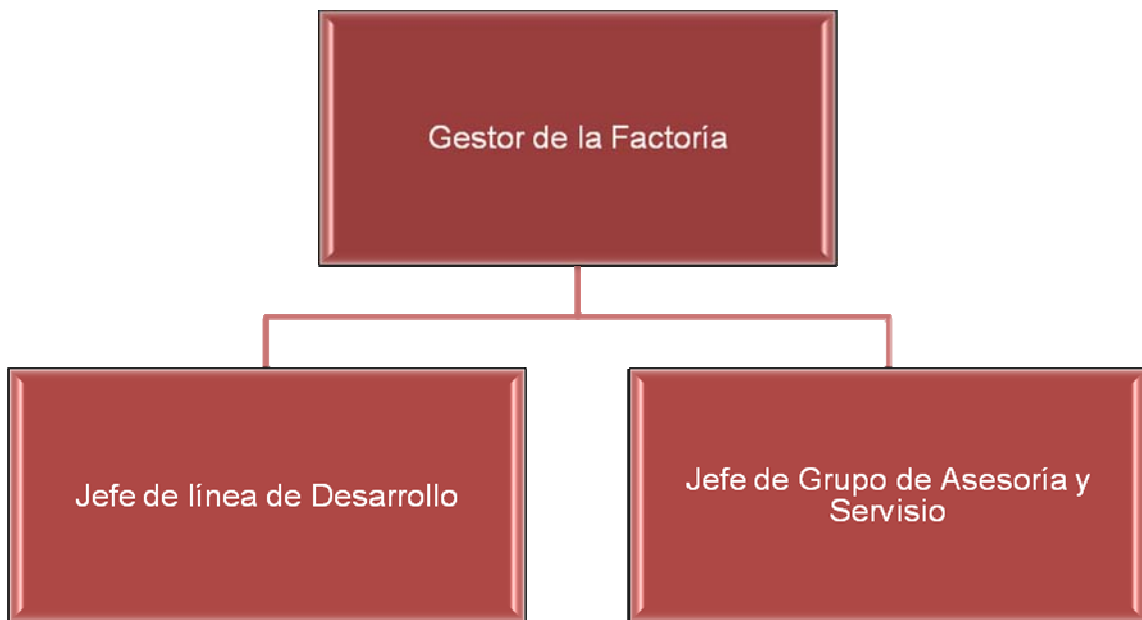 Gestor de la Factoría
Jefe de línea de Desarrollo
Jefe de Grupo de Asesoría y
Servisio